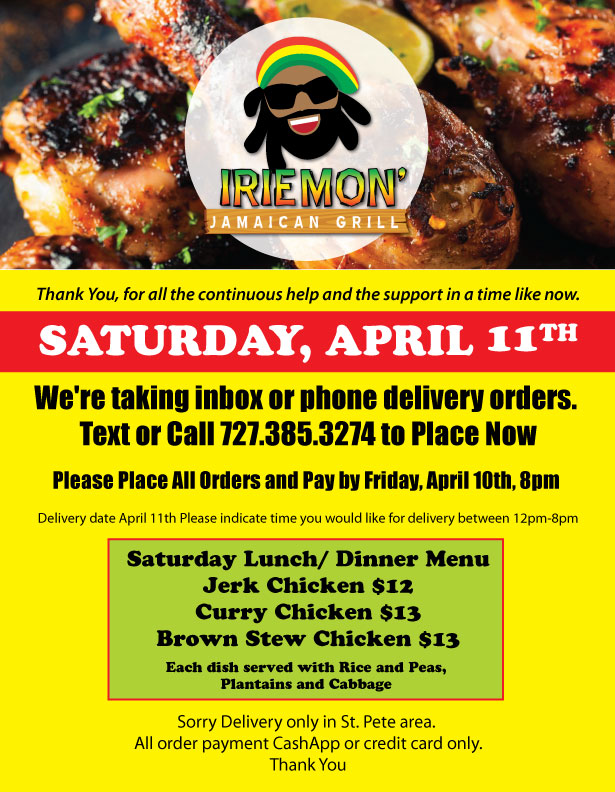 IRIEMON'
JAMAICAN GRILL
Thank You, for all the continuous help and the support in a time like now.
SATURDAY, APRIL 11TH
We're taking inbox or phone delivery orders.
Text or Call 727.385.3274 to Place Now
Please Place All Orders and Pay by Friday, April 10th, 8pm
Delivery date April 11th Please indicate time you would like for delivery between 12pm-8pm
Saturday Lunch/ Dinner Menu
Jerk Chicken $12
Curry Chicken $13
Brown Stew Chicken $13
Each dish served with Rice and Peas,
Plantains and Cabbage
Sorry Delivery only in St. Pete area.
All order payment CashApp or credit card only.
Thank You